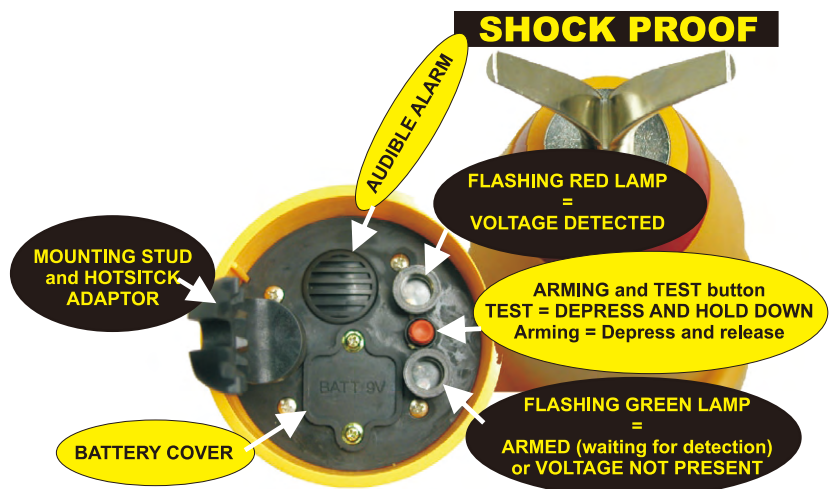 SHOCK PROOF
AUDIBLE ALARM
FLASHING RED LAMP
=
VOLTAGE DETECTED
MOUNTING STUD
and HOTSITCK
ADAPTOR
ARMING and TEST button
TEST = DEPRESS AND HOLD DOWN
Arming = Depress and release
BATT/9V
FLASHING GREEN LAMP
=
ARMED (waiting for detection)
or VOLTAGE NOT PRESENT
BATTERY COVER